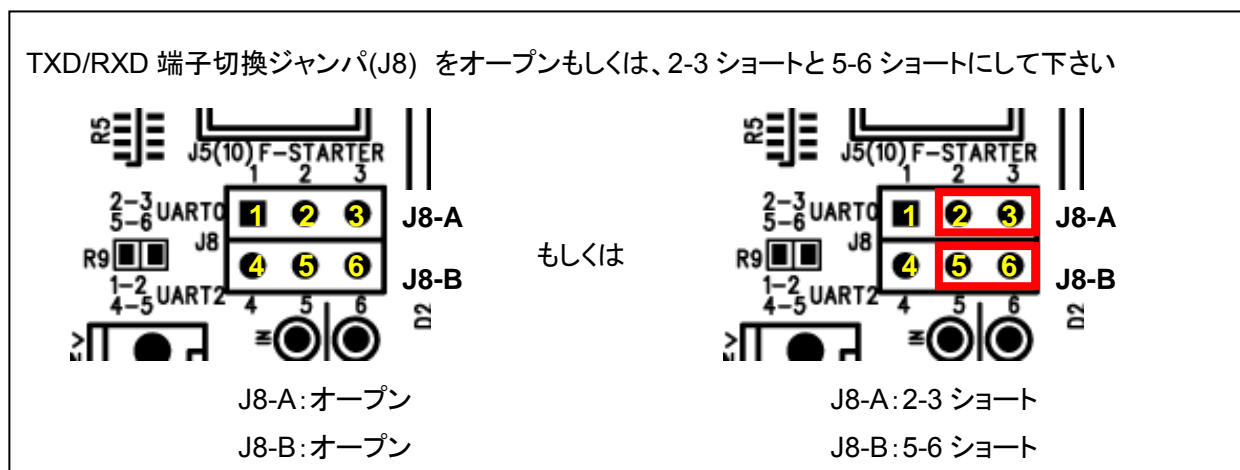 TXD/RXD 端子切換ジャンパ(J8) をオープンもしくは、2-3 ショートと 5-6 ショートにして下さい
R5
J5(10) F-STARTER
1 2 3
2-3
5-6 UART0
1 2 3
J8-A
J8
R9
4 5 6
J8-B
1-2
4-5 UART2
4 5 6
D2
もしくは
R5
J5(10) F-STARTER
1 2 3
2-3
5-6 UART0
1 2 3
J8-A
J8
R9
4 5 6
J8-B
1-2
4-5 UART2
4 5 6
D2
J8-A:オープン
J8-B:オープン
J8-A:2-3 ショート
J8-B:5-6 ショート